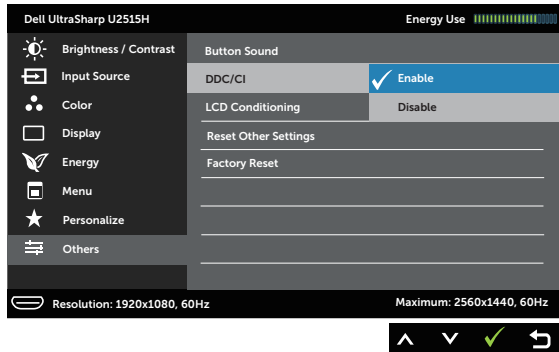 Dell UltraSharp U2515H
Energy Use
Brightness / Contrast
Input Source
Color
Display
Energy
Menu
Personalize
Others
Button Sound
DDC/CI
LCD Conditioning
Reset Other Settings
Factory Reset
Enable
Disable
Resolution: 1920x1080, 60Hz
Maximum: 2560x1440, 60Hz